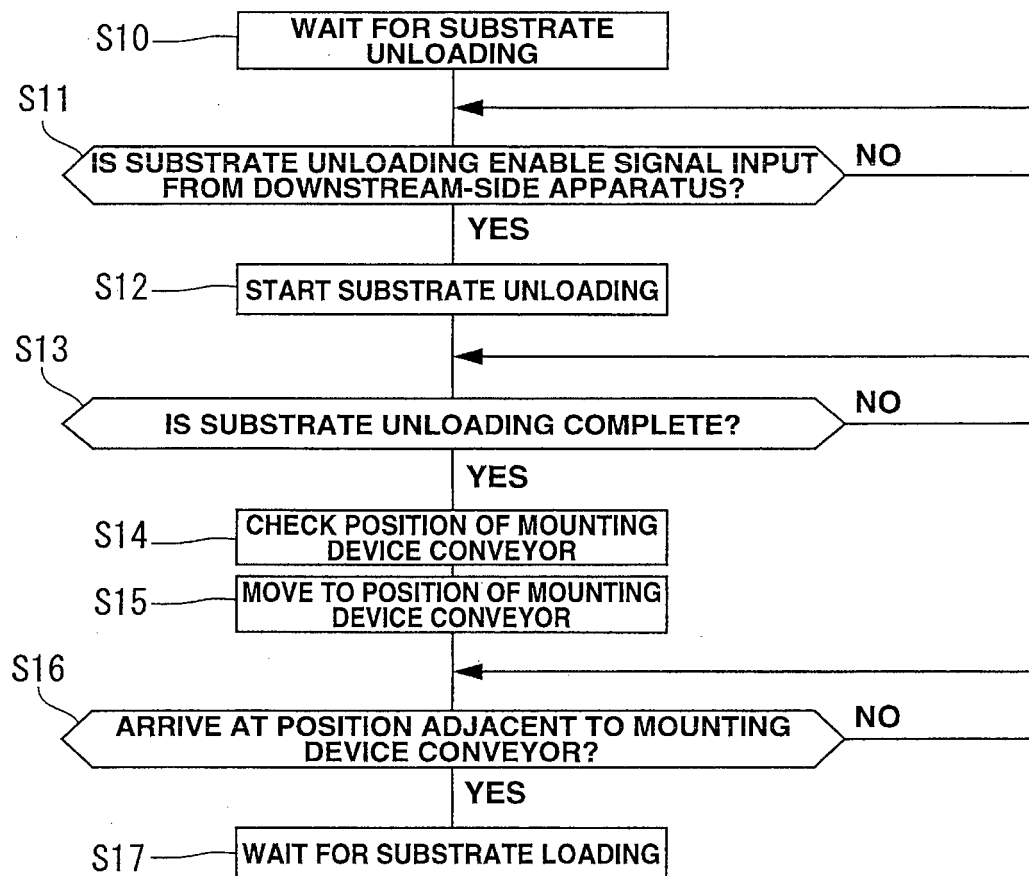 S10
WAIT FOR SUBSTRATE
UNLOADING
S11
IS SUBSTRATE UNLOADING ENABLE SIGNAL INPUT
FROM DOWNSTREAM-SIDE APPARATUS?
NO
YES
S12
START SUBSTRATE UNLOADING
S13
IS SUBSTRATE UNLOADING COMPLETE?
NO
YES
S14
CHECK POSITION OF MOUNTING
DEVICE CONVEYOR
S15
MOVE TO POSITION OF MOUNTING
DEVICE CONVEYOR
S16
ARRIVE AT POSITION ADJACENT TO MOUNTING
DEVICE CONVEYOR?
NO
YES
S17
WAIT FOR SUBSTRATE LOADING